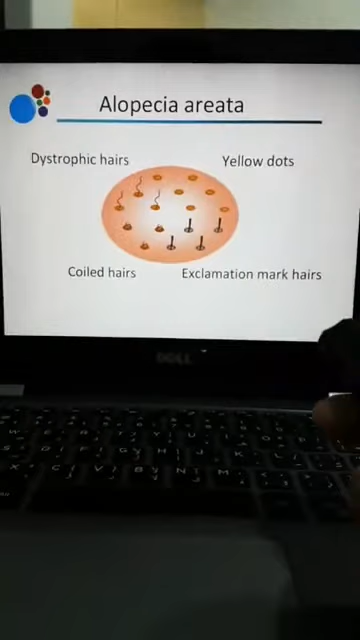 Alopecia areata
Dystrophic hairs
Yellow dots
Coiled hairs
Exclamation mark hairs
DELL